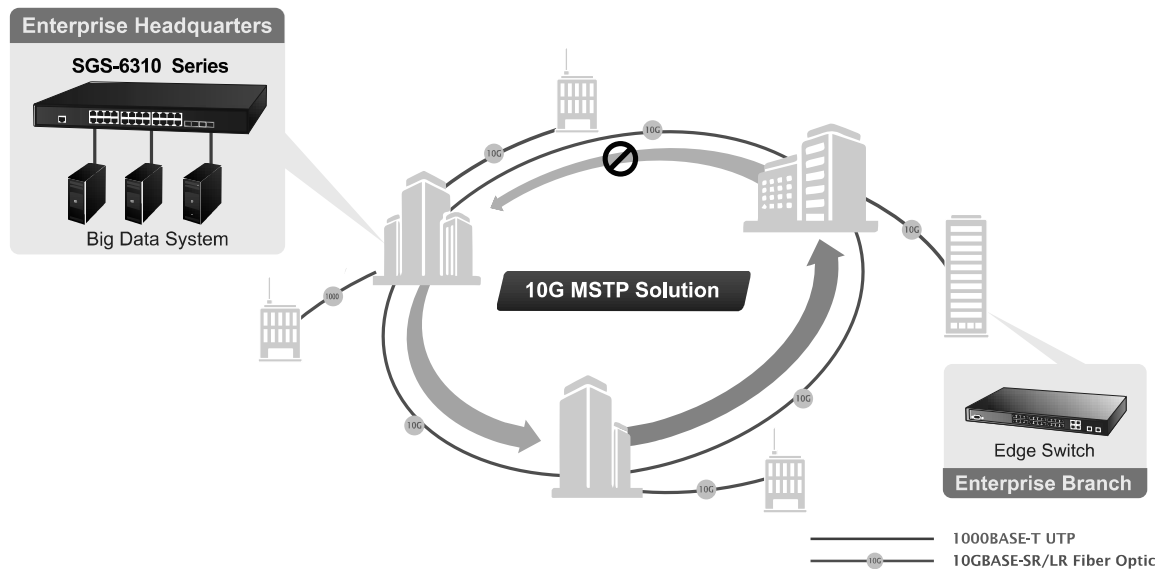 Enterprise Headquarters
SGS-6310 Series
Big Data System
10G
10G
10G
1000
10G MSTP Solution
10G
10G
10G
Edge Switch
Enterprise Branch
1000BASE-T UTP
10G
10GBASE-SR/LR Fiber Optic